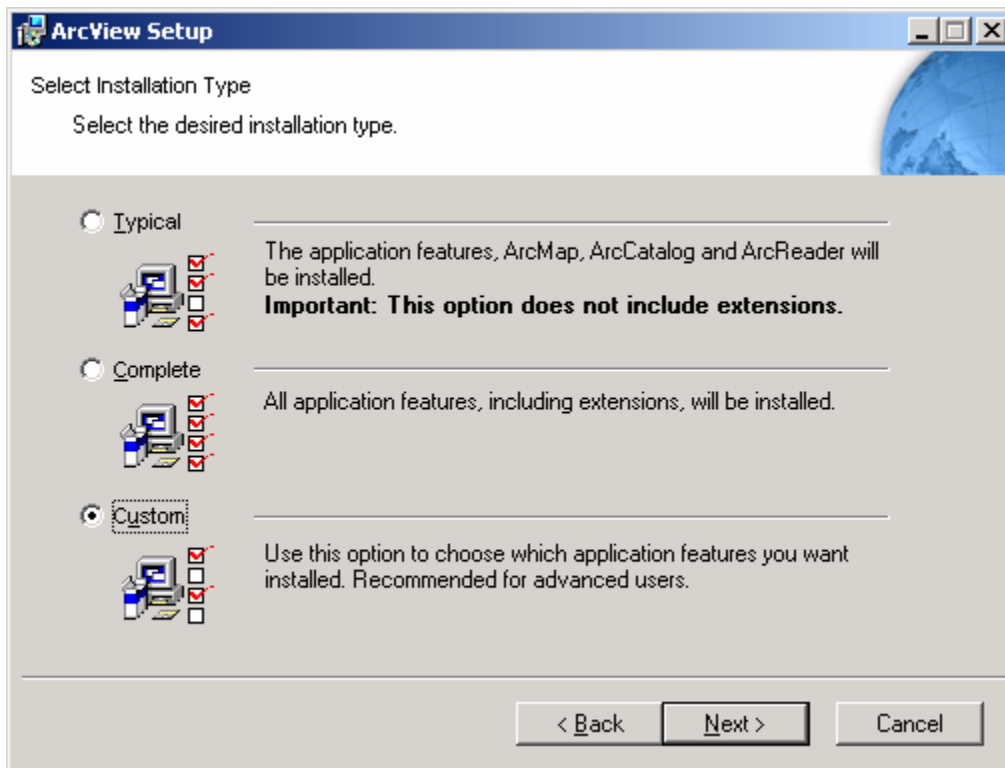 ArcView Setup
Select Installation Type
Select the desired installation type.
Typical
The application features, ArcMap, ArcCatalog and ArcReader will
be installed.
Important: This option does not include extensions.
Complete
All application features, including extensions, will be installed.
Custom
Use this option to choose which application features you want
installed. Recommended for advanced users.
< Back
Next >
Cancel